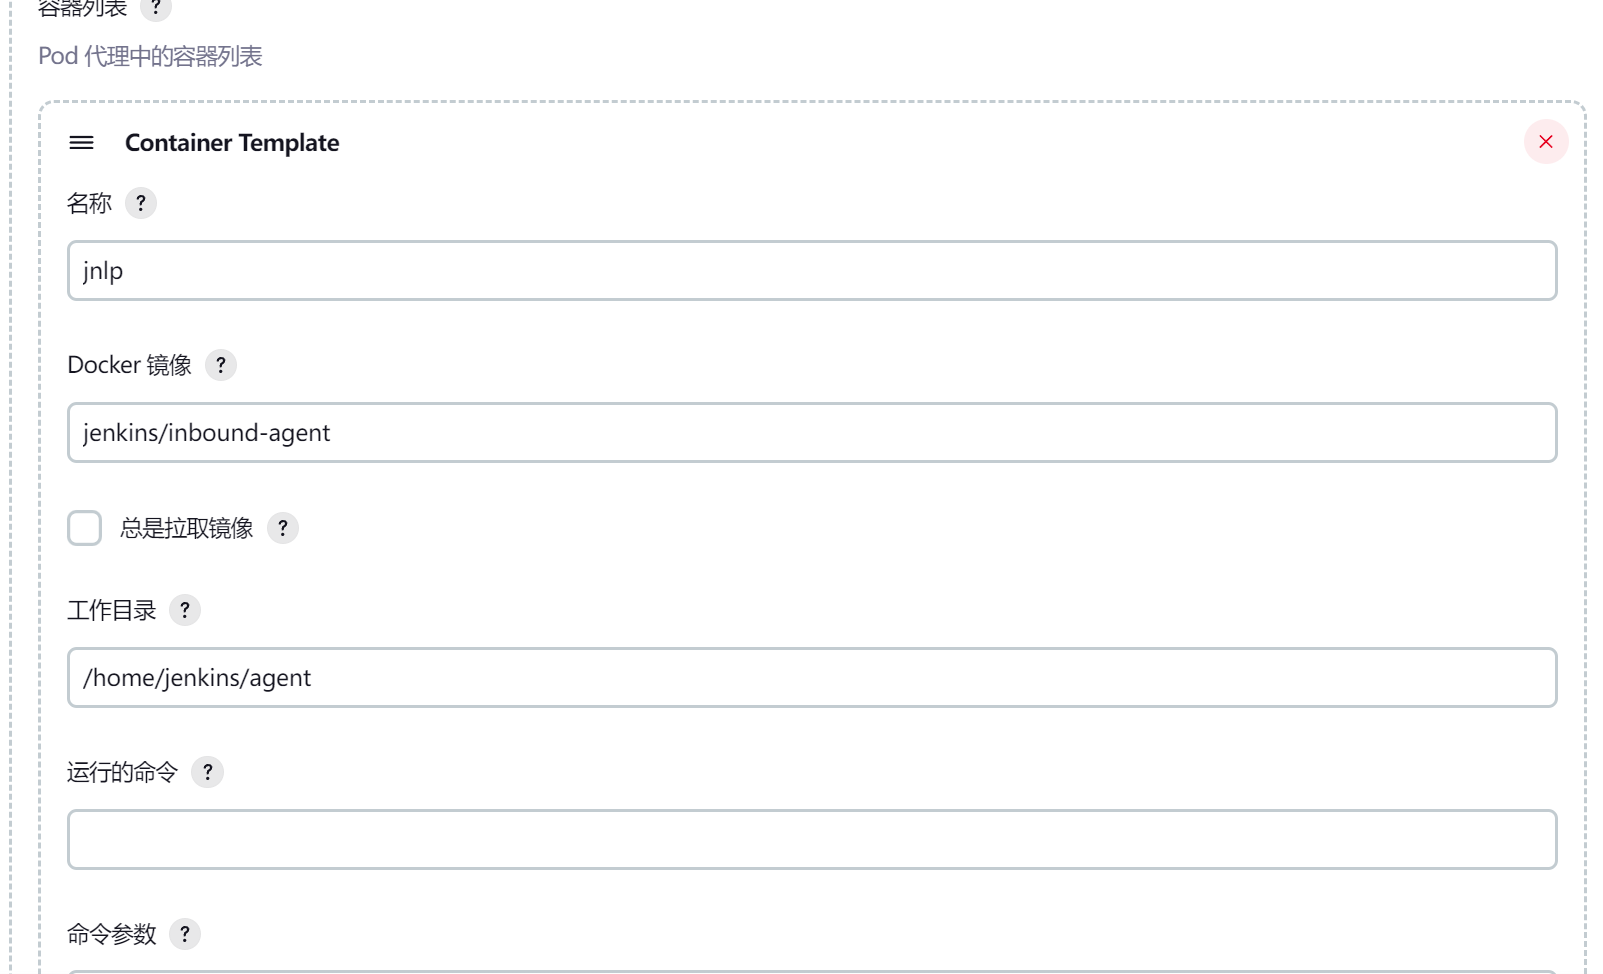 容器列表 ?
Pod 代理中的容器列表
Container Template
名称 ?
jnlp
Docker 镜像 ?
jenkins/inbound-agent
总是拉取镜像 ?
工作目录 ?
/home/jenkins/agent
运行的命令 ?
命令参数 ?